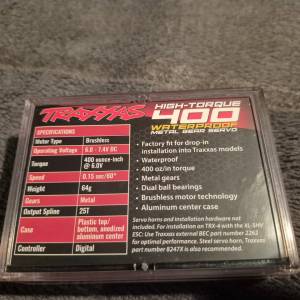 TRAXXAS
HIGH-TORQUE
400
WATERPROOF
METAL GEAR SERVO
SPECIFICATIONS
Motor Type Brushless
Operating Voltage 6.0 - 7.4V DC
Torque 400 ounce-inch @ 6.0V
Speed 0.15 sec/60°
Weight 64g
Gears Metal
Output Spline 25T
Case Plastic top/
bottom, anodized
aluminum center
Controller Digital
• Factory fit for drop-in
installation into Traxxas models
• Waterproof
• 400 oz/in torque
• Metal gears
• Dual ball bearings
• Brushless motor technology
• Aluminum center case
Servo horns and installation hardware not
included. For installation on TRX-4 with the XL-5HV
ESC: Use Traxxas external BEC part number 2262
for optimal performance. Steel servo horn, Traxxas
part number 8247X is also recommended.